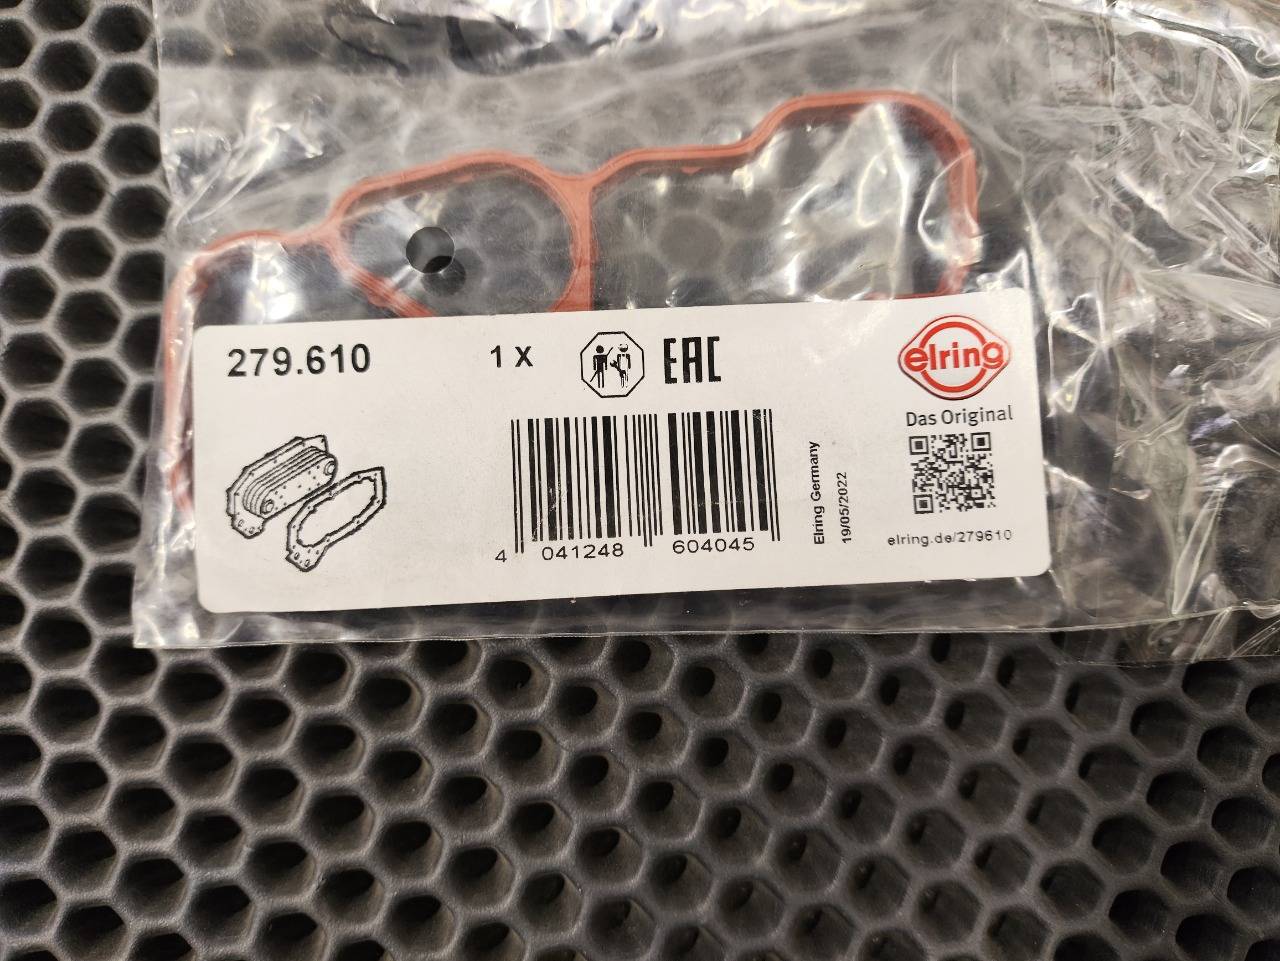 279.610
1 X
EAC
elring
Das Original
4 041248 604045
Elring Germany
19/05/2022
elring.de/279610